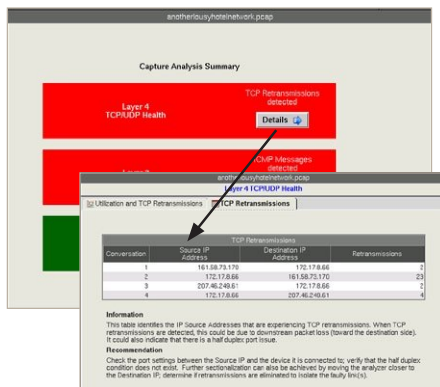 anotherlousyhotelnetwork.pcap
Capture Analysis Summary
Layer 4
TCP/UDP Health
TCP Retransmissions
detected
Details
ICMP Messages
detected
anotherlousyhotelnetwork.pcap
Layer 4 TCP/UDP Health
Utilization and TCP Retransmissions TCP Retransmissions
TCP Retransmissions
Conversation Source IP Address Destination IP Address Retransmissions
1 161.58.73.170 172.17.8.66 2
2 172.17.8.66 161.58.73.170 23
3 207.46.249.61 172.17.8.66 2
4 172.17.8.66 207.46.249.61 4
Information
This table identifies the IP Source Addresses that are experiencing TCP retransmissions. When TCP
retransmissions are detected, this could be due to downstream packet loss (toward the destination side).
It could also indicate that there is a half duplex port issue.
Recommendation
Check the port settings between the Source IP and the device it is connected to; verify that the half duplex
condition does not exist. Further sectionalization can also be achieved by moving the analyzer closer to
the Destination IP; determine if retransmissions are eliminated to isolate the faulty link(s).